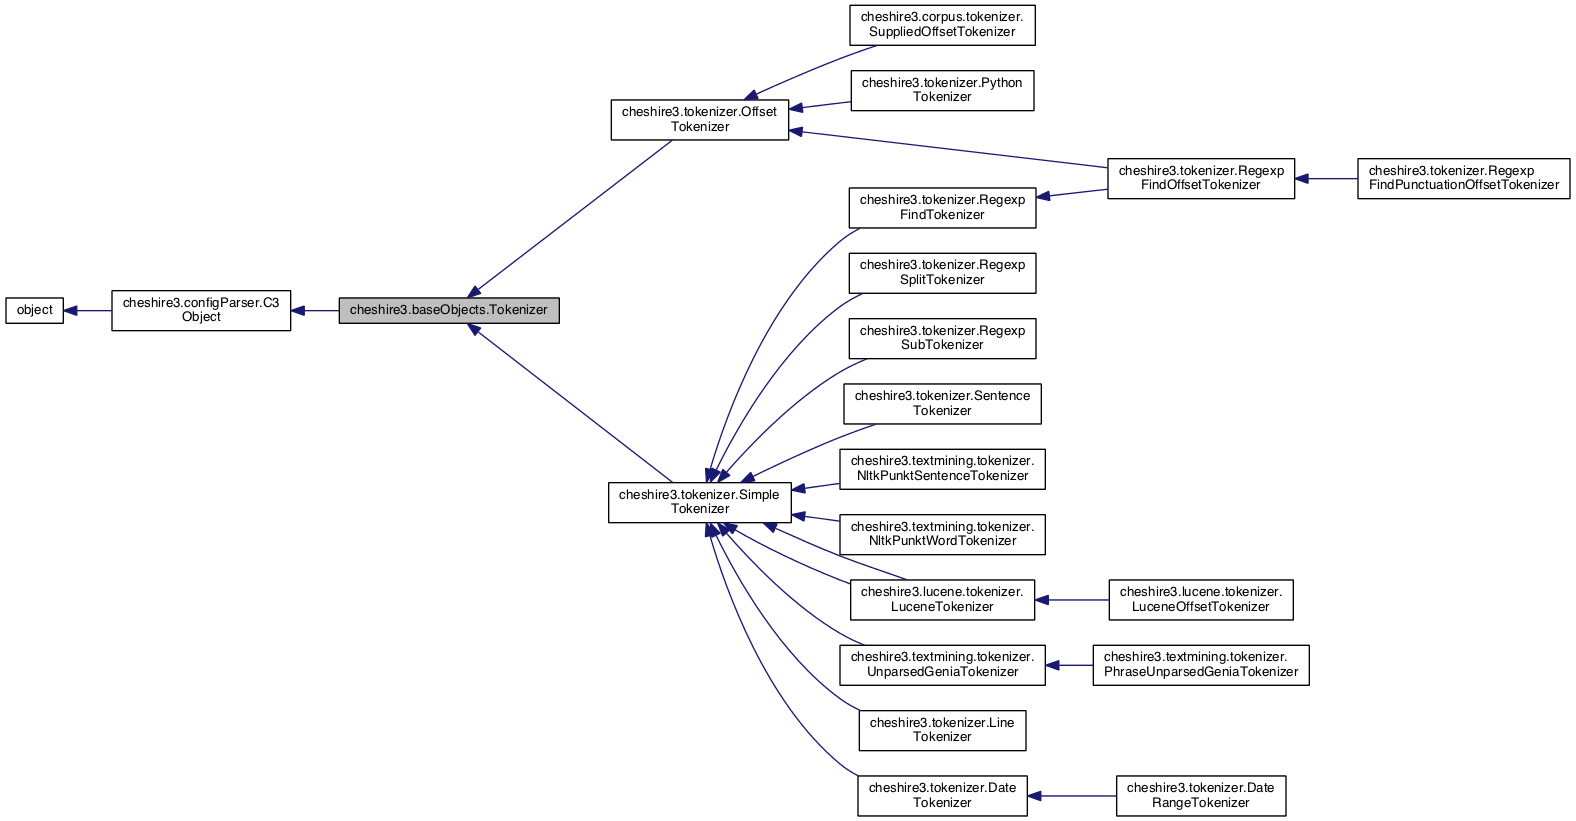 cheshire3.corpus.tokenizer.
SuppliedOffsetTokenizer
cheshire3.tokenizer.Python
Tokenizer
cheshire3.tokenizer.Offset
Tokenizer
cheshire3.tokenizer.Regexp
FindOffsetTokenizer
cheshire3.tokenizer.Regexp
FindPunctuationOffsetTokenizer
cheshire3.tokenizer.Regexp
FindTokenizer
cheshire3.tokenizer.Regexp
SplitTokenizer
object
cheshire3.configParser.C3
Object
cheshire3.baseObjects.Tokenizer
cheshire3.tokenizer.Regexp
SubTokenizer
cheshire3.tokenizer.Sentence
Tokenizer
cheshire3.textmining.tokenizer.
NltkPunktSentenceTokenizer
cheshire3.tokenizer.Simple
Tokenizer
cheshire3.textmining.tokenizer.
NltkPunktWordTokenizer
cheshire3.lucene.tokenizer.
LuceneTokenizer
cheshire3.lucene.tokenizer.
LuceneOffsetTokenizer
cheshire3.textmining.tokenizer.
UnparsedGeniaTokenizer
cheshire3.textmining.tokenizer.
PhraseUnparsedGeniaTokenizer
cheshire3.tokenizer.Line
Tokenizer
cheshire3.tokenizer.Date
Tokenizer
cheshire3.tokenizer.Date
RangeTokenizer